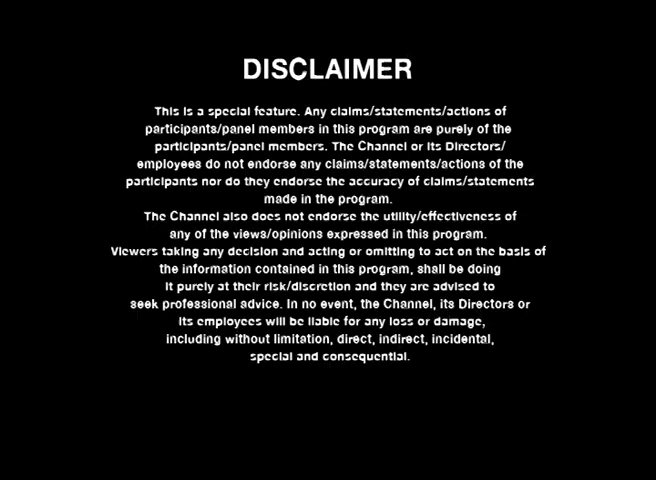 DISCLAIMER
This is a special feature. Any claims/statements/actions of
participants/panel members in this program are purely of the
participants/panel members. The Channel or its Directors/
employees do not endorse any claims/statements/actions of the
participants nor do they endorse the accuracy of claims/statements
made in the program.
The Channel also does not endorse the utility/effectiveness of
any of the views/opinions expressed in this program.
Viewers taking any decision and acting or omitting to act on the basis of
the information contained in this program, shall be doing
it purely at their risk/discretion and they are advised to
seek professional advice. In no event, the Channel, its Directors or
its employees will be liable for any loss or damage,
including without limitation, direct, indirect, incidental,
special and consequential.